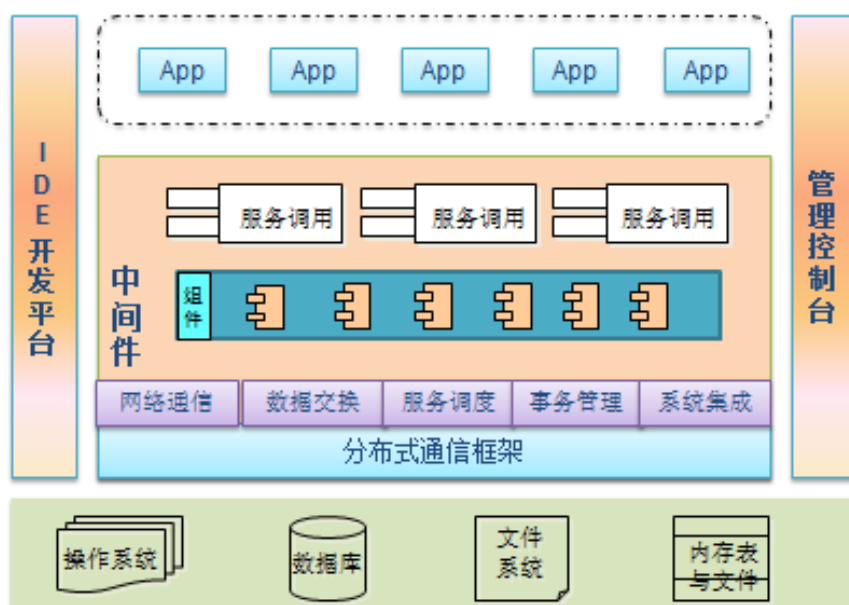 App App App App App
IDE开发平台
管理控制台
服务调用 服务调用 服务调用
中间件
组件
网络通信 数据交换 服务调度 事务管理 系统集成
分布式通信框架
操作系统
数据库
文件
系统
内存表
与文件